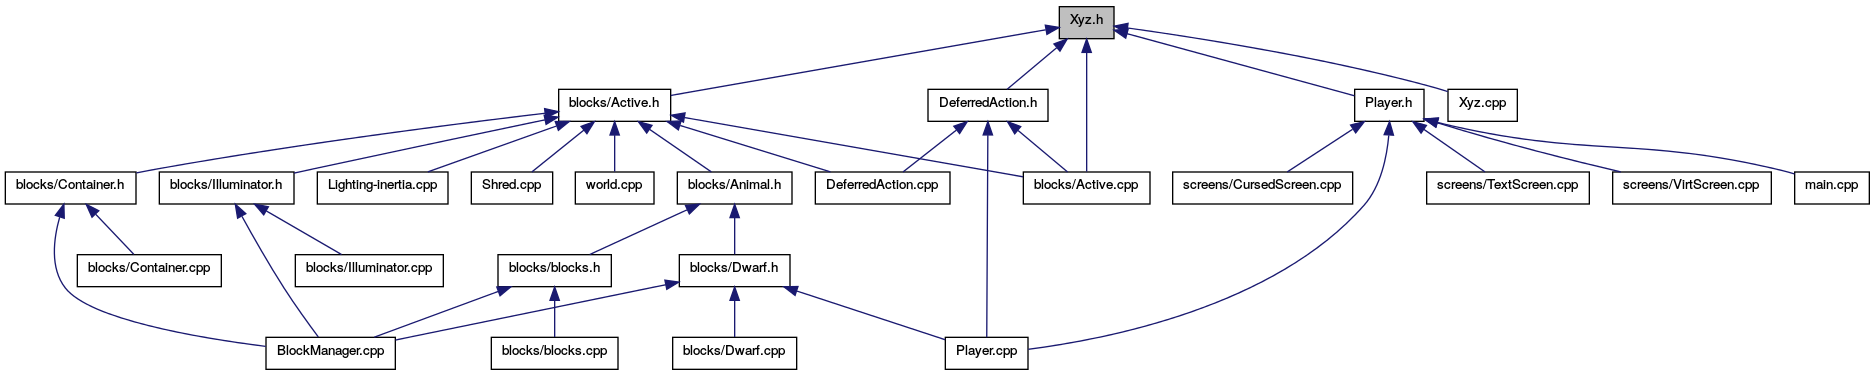 Xyz.h
blocks/Active.h
DeferredAction.h
Player.h
Xyz.cpp
blocks/Container.h
blocks/Illuminator.h
Lighting-inertia.cpp
Shred.cpp
world.cpp
blocks/Animal.h
DeferredAction.cpp
blocks/Active.cpp
screens/CursedScreen.cpp
screens/TextScreen.cpp
screens/VirtScreen.cpp
main.cpp
blocks/Container.cpp
blocks/Illuminator.cpp
blocks/blocks.h
blocks/Dwarf.h
BlockManager.cpp
blocks/blocks.cpp
blocks/Dwarf.cpp
Player.cpp